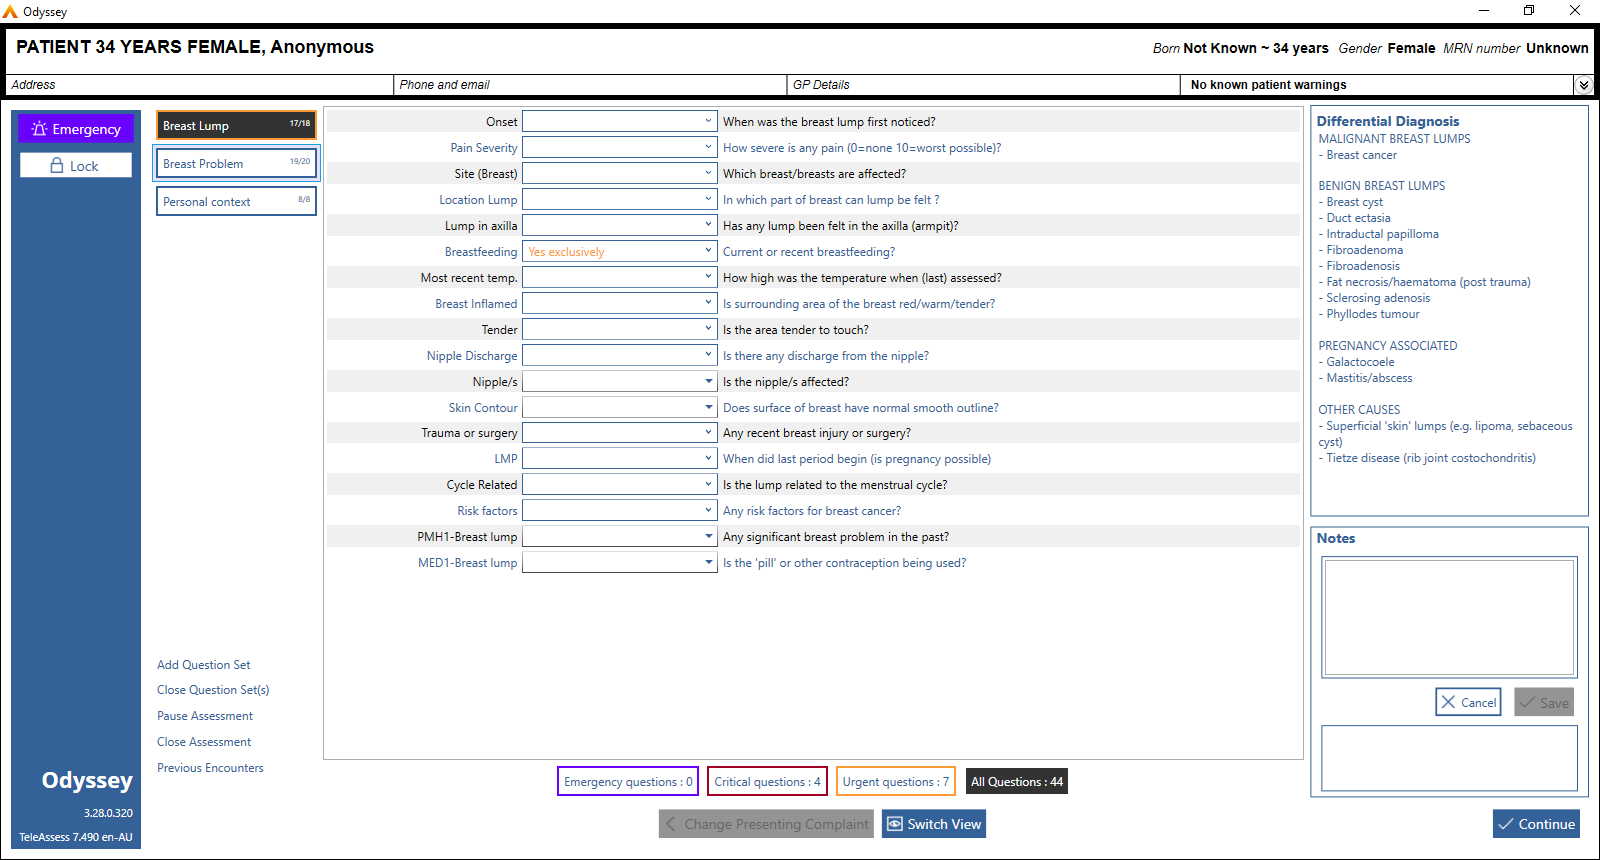 Odyssey
PATIENT 34 YEARS FEMALE, Anonymous
Born Not Known ~ 34 years Gender Female MRN number Unknown
Address
Phone and email
GP Details
No known patient warnings
Emergency
Lock
Breast Lump 17/18
Breast Problem 19/20
Personal context 8/8
Onset When was the breast lump first noticed?
Pain Severity How severe is any pain (0=none 10=worst possible)?
Site (Breast) Which breast/breasts are affected?
Location Lump In which part of breast can lump be felt ?
Lump in axilla Has any lump been felt in the axilla (armpit)?
Breastfeeding Yes exclusively Current or recent breastfeeding?
Most recent temp. How high was the temperature when (last) assessed?
Breast Inflamed Is surrounding area of the breast red/warm/tender?
Tender Is the area tender to touch?
Nipple Discharge Is there any discharge from the nipple?
Nipple/s Is the nipple/s affected?
Skin Contour Does surface of breast have normal smooth outline?
Trauma or surgery Any recent breast injury or surgery?
LMP When did last period begin (is pregnancy possible)
Cycle Related Is the lump related to the menstrual cycle?
Risk factors Any risk factors for breast cancer?
PMH1-Breast lump Any significant breast problem in the past?
MED1-Breast lump Is the 'pill' or other contraception being used?
Differential Diagnosis
MALIGNANT BREAST LUMPS
- Breast cancer
BENIGN BREAST LUMPS
- Breast cyst
- Duct ectasia
- Intraductal papilloma
- Fibroadenoma
- Fibroadenosis
- Fat necrosis/haematoma (post trauma)
- Sclerosing adenosis
- Phyllodes tumour
PREGNANCY ASSOCIATED
- Galactocoele
- Mastitis/abscess
OTHER CAUSES
- Superficial 'skin' lumps (e.g. lipoma, sebaceous
cyst)
- Tietze disease (rib joint costochondritis)
Notes
Cancel
Save
Add Question Set
Close Question Set(s)
Pause Assessment
Close Assessment
Previous Encounters
Odyssey
3.28.0.320
TeleAssess 7.490 en-AU
Emergency questions : 0
Critical questions : 4
Urgent questions : 7
All Questions : 44
Change Presenting Complaint
Switch View
Continue